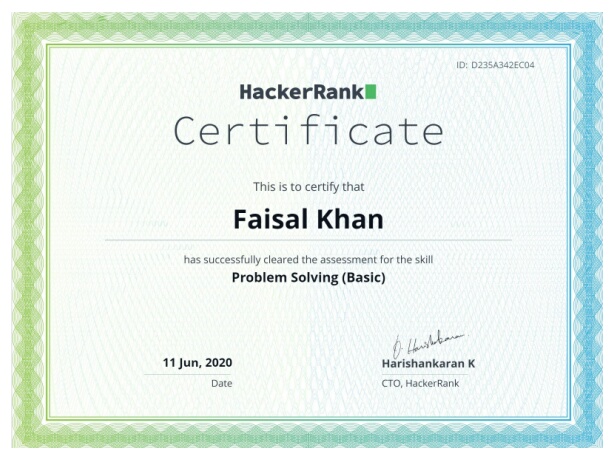 ID: D235A342EC04
HackerRank
Certificate
This is to certify that
Faisal Khan
has successfully cleared the assessment for the skill
Problem Solving (Basic)
11 Jun, 2020
Date
D. Harishankaran
Harishankaran K
CTO, HackerRank